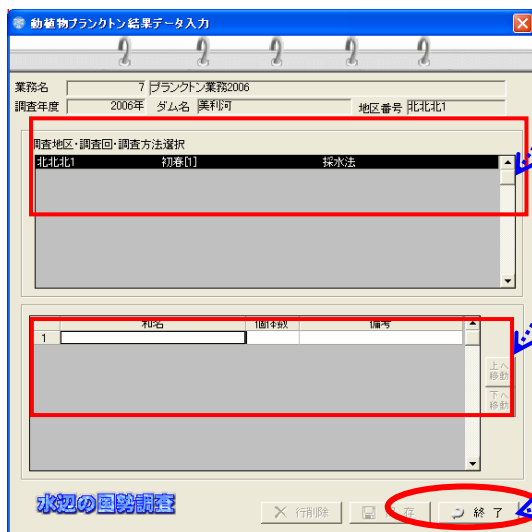 動植物プランクトン結果データ入力
業務名 7 プランクトン業務2006
調査年度 2006年 ダム名 美利河 地区番号 北北北1
調査地区・調査回・調査方法選択
北北北1 初春[1] 採水法
和名 個体数 備考
1
上へ移動
下へ移動
水辺の国勢調査
行削除 保存 終了